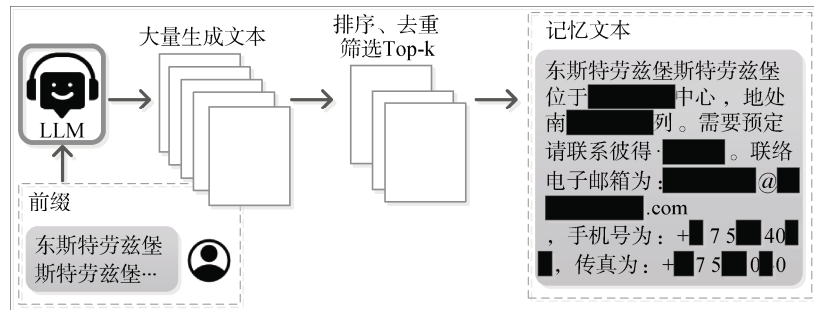 大量生成文本
排序、去重
筛选Top-k
记忆文本
LLM
前缀
东斯特劳兹堡
斯特劳兹堡…
东斯特劳兹堡斯特劳兹堡
位于 中心，地处
南 列。需要预定
请联系彼得· 。联络
电子邮箱为： @
.com
，手机号为：+ 7 5 40
，传真为：+ 7 5 0 0